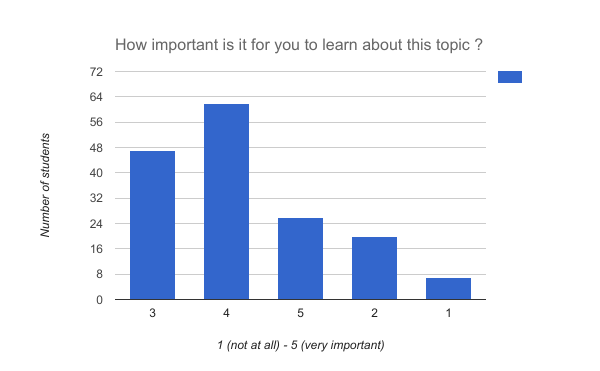 How important is it for you to learn about this topic ?
72
64
56
48
40
32
24
16
8
0
Number of students
3 4 5 2 1
1 (not at all) - 5 (very important)